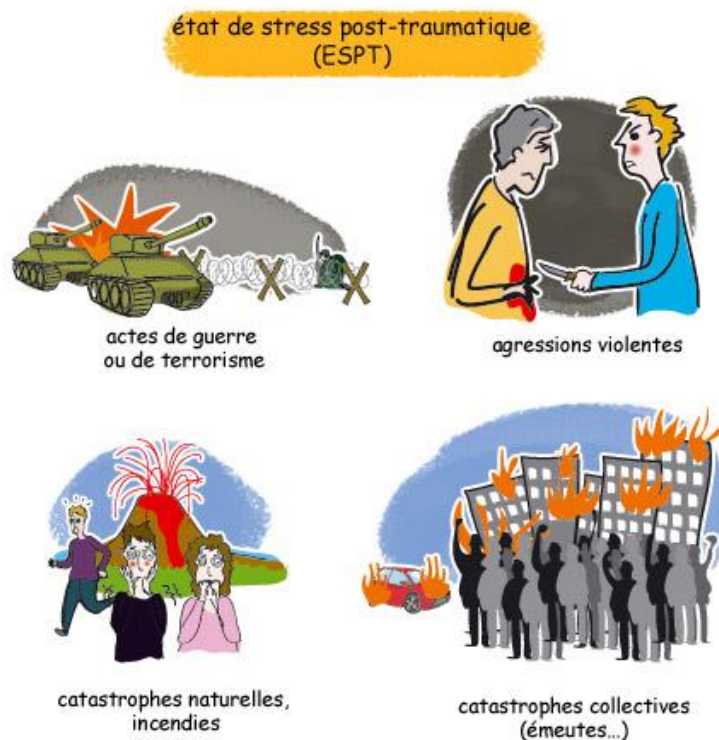 état de stress post-traumatique
(ESPT)
actes de guerre
ou de terrorisme
agressions violentes
catastrophes naturelles,
incendies
catastrophes collectives
(émeutes...)